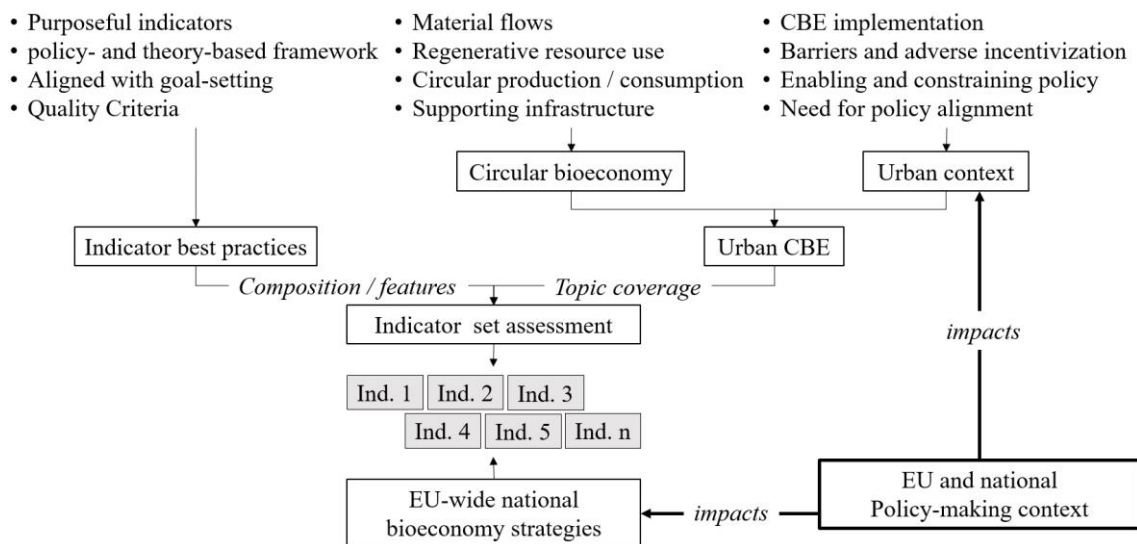 • Purposeful indicators
• policy- and theory-based framework
• Aligned with goal-setting
• Quality Criteria
• Material flows
• Regenerative resource use
• Circular production / consumption
• Supporting infrastructure
• CBE implementation
• Barriers and adverse incentivization
• Enabling and constraining policy
• Need for policy alignment
Circular bioeconomy
Urban context
Indicator best practices
Urban CBE
Composition / features
Topic coverage
Indicator set assessment
impacts
Ind. 1
Ind. 2
Ind. 3
Ind. 4
Ind. 5
Ind. n
EU-wide national
bioeconomy strategies
impacts
EU and national
Policy-making context